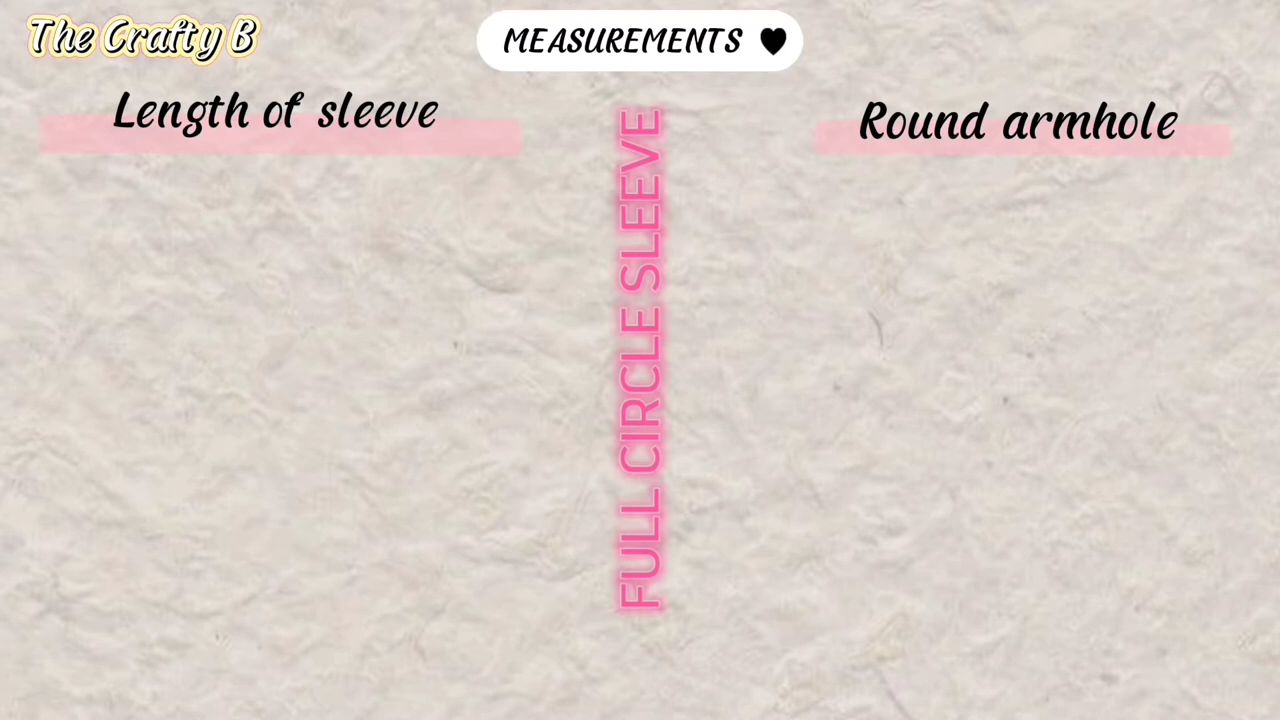 The Crafty B
MEASUREMENTS
Length of sleeve
FULL CIRCLE SLEEVE
Round armhole